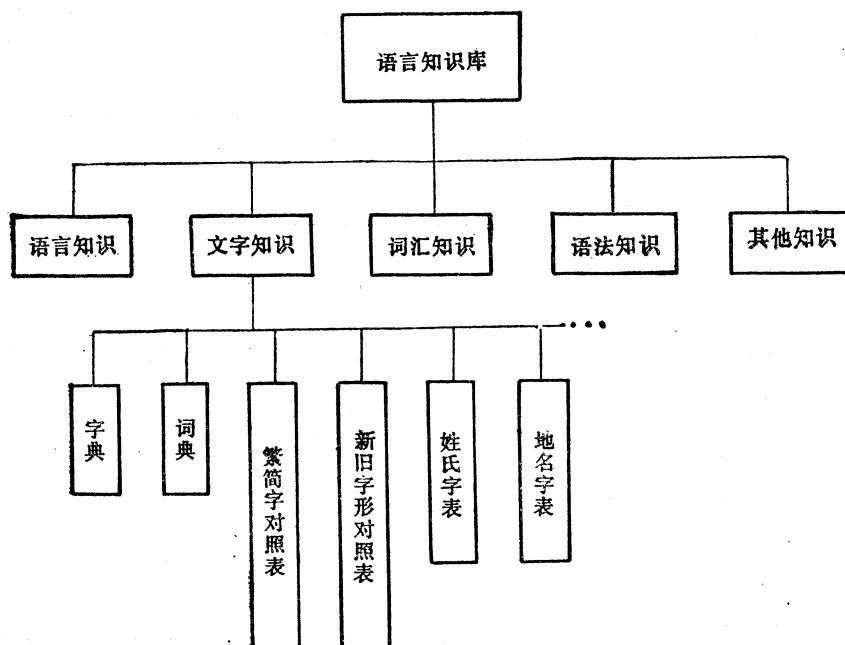 语言知识库
语言知识
文字知识
词汇知识
语法知识
其他知识
字典
词典
繁简字对照表
新旧字形对照表
姓氏字表
地名字表